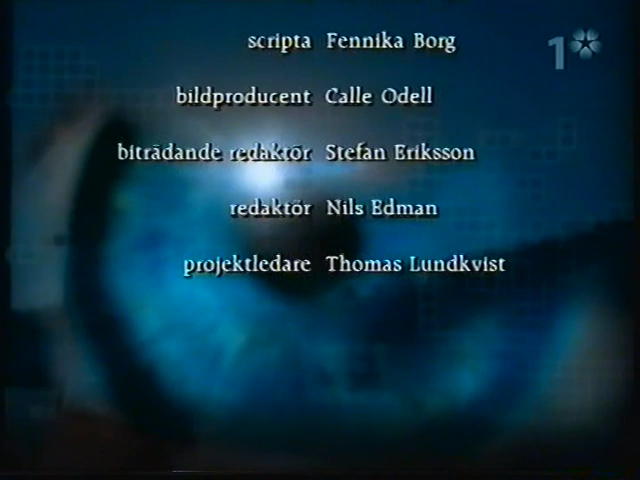 scripta Fennika Borg
1
bildproducent Calle Odell
biträdande redaktör Stefan Eriksson
redaktör Nils Edman
projektledare Thomas Lundkvist